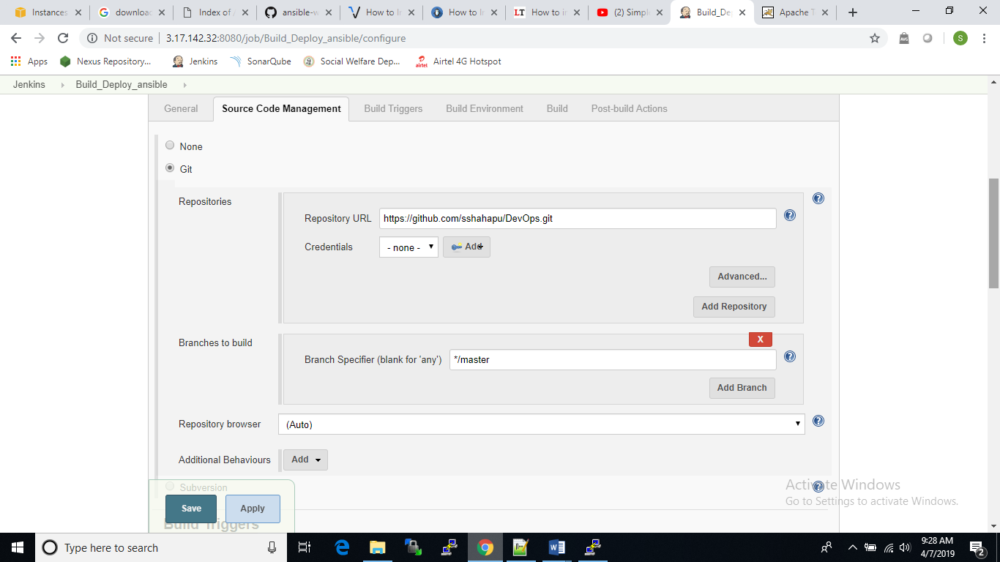 Instances
downloac
Index of /
ansible-w
How to I
How to I
How to i
(2) Simpl
Build_De
Apache T
Not secure
3.17.142.32:8080/job/Build_Deploy_ansible/configure
S
Apps
Nexus Repository...
Jenkins
SonarQube
Social Welfare Dep...
airtel
Airtel 4G Hotspot
Jenkins
Build_Deploy_ansible
General
Source Code Management
Build Triggers
Build Environment
Build
Post-build Actions
None
Git
Repositories
Repository URL
https://github.com/sshahapu/DevOps.git
Credentials
- none -
Add
Advanced...
Add Repository
Branches to build
X
Branch Specifier (blank for 'any')
*/master
Add Branch
Repository browser
(Auto)
Additional Behaviours
Add
Subversion
Save
Apply
Build Triggers
Activate Windows
Go to Settings to activate Windows.
Type here to search
9:28 AM
4/7/2019
2